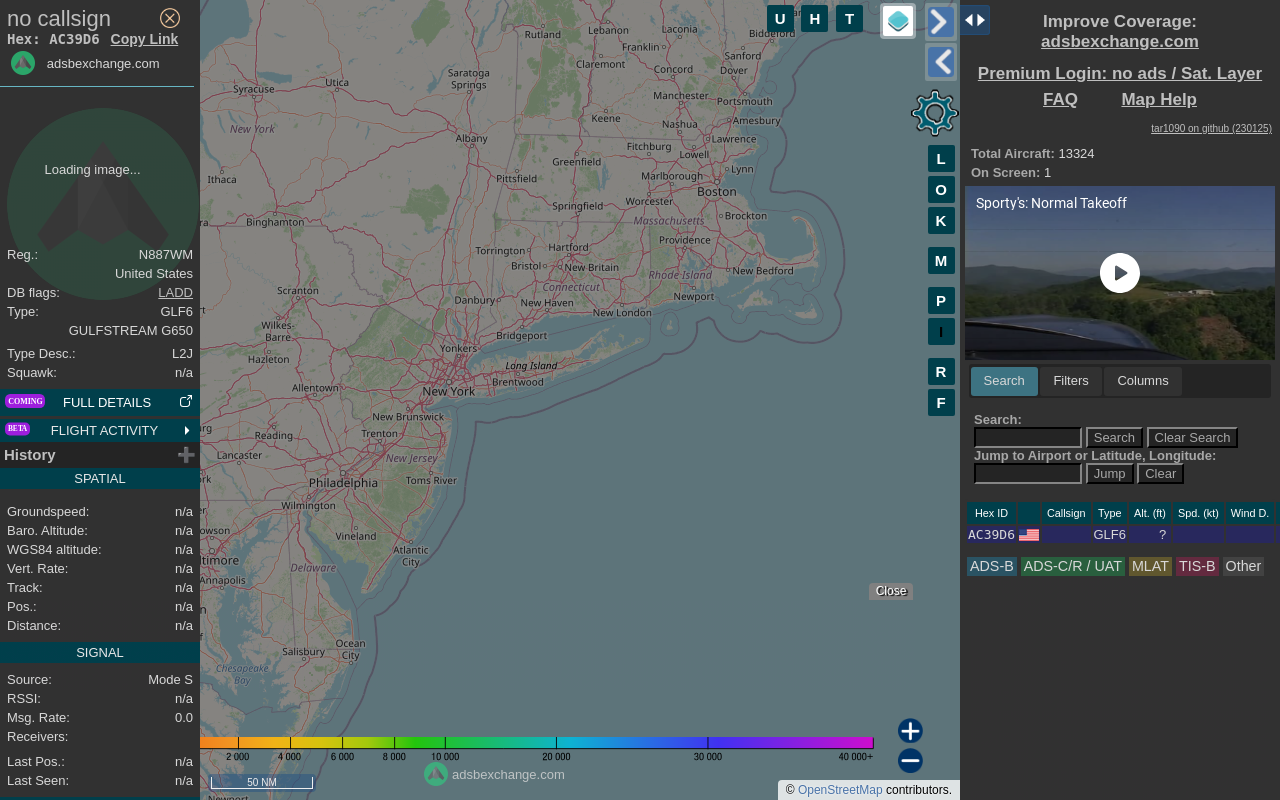 no callsign
Hex: AC39D6 Copy Link
adsbexchange.com
Loading image...
Reg.: N887WM
United States
DB flags: LADD
Type: GLF6
GULFSTREAM G650
Type Desc.: L2J
Squawk: n/a
COMING FULL DETAILS
BETA FLIGHT ACTIVITY
History
SPATIAL
Groundspeed: n/a
Baro. Altitude: n/a
WGS84 altitude: n/a
Vert. Rate: n/a
Track: n/a
Pos.: n/a
Distance: n/a
SIGNAL
Source: Mode S
RSSI: n/a
Msg. Rate: 0.0
Receivers:
Last Pos.: n/a
Last Seen: n/a
U H T
L
O
K
M
P
I
R
F
Rutland
Lebanon
Laconia
Franklin
Biddeford
Sanford
Claremont
Concord
Dover
Saratoga
Springs
Utica
Syracuse
Manchester
Portsmouth
Keene
Nashua
Amesbury
New York
Albany
Fitchburg
Lawrence
Greenfield
Lowell
Lynn
Ithaca
Pittsfield
Marlborough
Boston
Worcester
Springfield
Brockton
Binghamton
Massachusetts
Torrington
Hartford
Providence
Bristol
New Britain
New Bedford
Rhode Island
Connecticut
Scranton
Danbury
New Haven
Newport
New London
Wilkes-
Barre
Bridgeport
Yonkers
Hazleton
Long Island
Brentwood
Allentown
New York
New Brunswick
Reading
Trenton
Lancaster
New Jersey
Toms River
Philadelphia
Wilmington
Vineland
Atlantic
City
Delaware
Annapolis
Ocean
City
Salisbury
Chesapeake
Bay
2 000 4 000 6 000 8 000 10 000 20 000 30 000 40 000+
adsbexchange.com
50 NM
Close
© OpenStreetMap contributors.
Improve Coverage:
adsbexchange.com
Premium Login: no ads / Sat. Layer
FAQ Map Help
tar1090 on github (230125)
Total Aircraft: 13324
On Screen: 1
Sporty's: Normal Takeoff
Search Filters Columns
Search:
Search Clear Search
Jump to Airport or Latitude, Longitude:
Jump Clear
Hex ID Callsign Type Alt. (ft) Spd. (kt) Wind D.
AC39D6 GLF6 ?
ADS-B ADS-C/R / UAT MLAT TIS-B Other